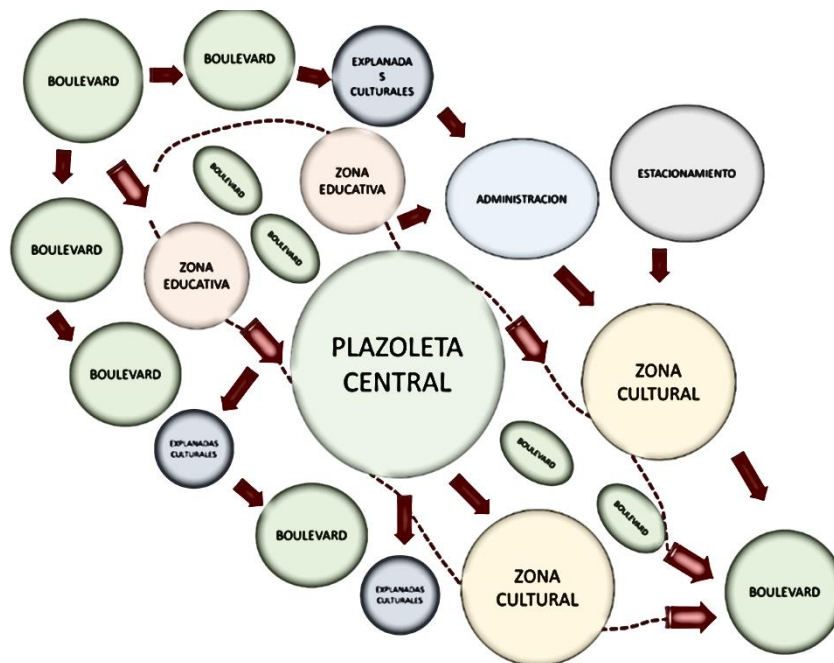 BOULEVARD
BOULEVARD
EXPLANADA
S
CULTURALES
ZONA
EDUCATIVA
BOULEVARD
ADMINISTRACION
ESTACIONAMIENTO
BOULEVARD
BOULEVARD
ZONA
EDUCATIVA
PLAZOLETA
CENTRAL
ZONA
CULTURAL
BOULEVARD
EXPLANADAS
CULTURALES
BOULEVARD
BOULEVARD
BOULEVARD
ZONA
CULTURAL
EXPLANADAS
CULTURALES
BOULEVARD